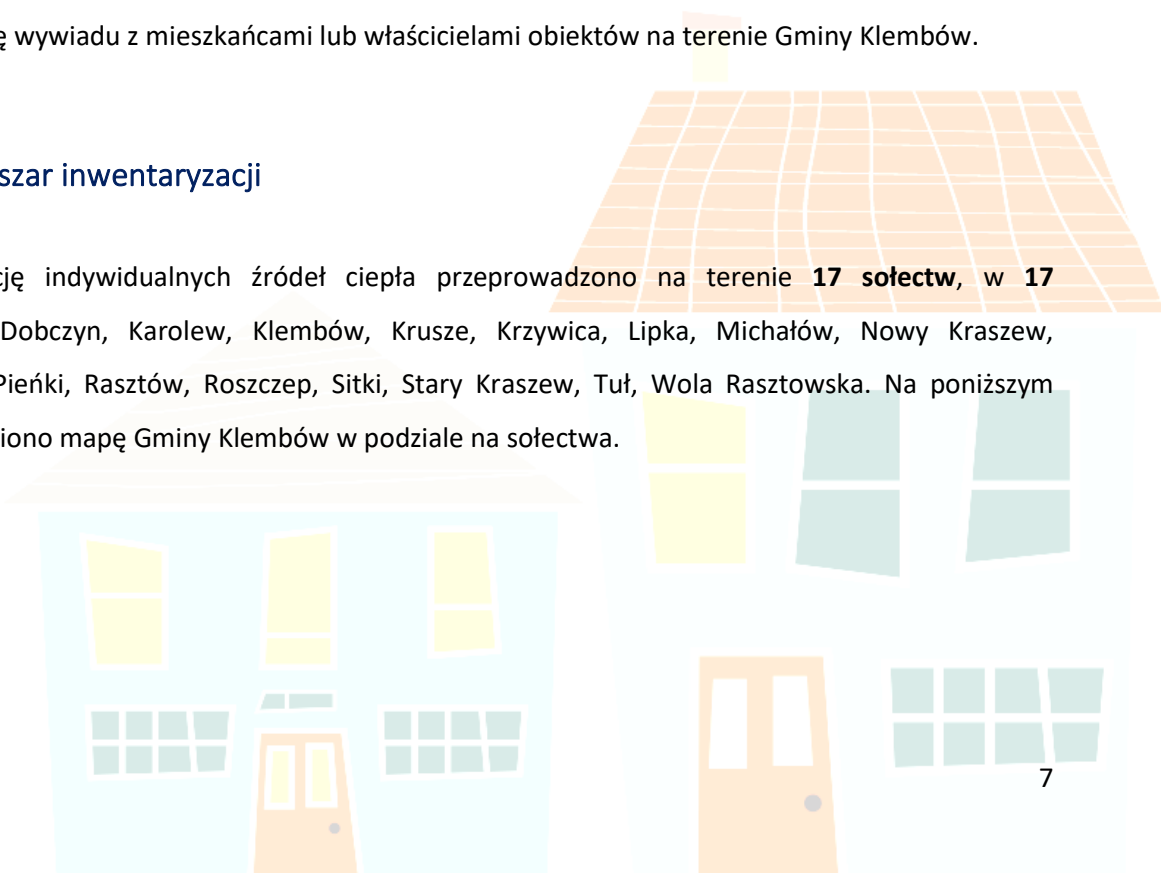 ę wywiadu z mieszkańcami lub właścicielami obiektów na terenie Gminy Klembów.
szar inwentaryzacji
cję indywidualnych źródeł ciepła przeprowadzono na terenie 17 sołectw, w 17
Dobczyn, Karolew, Klembów, Krusze, Krzywica, Lipka, Michałów, Nowy Kraszew,
Pieńki, Rasztów, Roszczep, Sitki, Stary Kraszew, Tuł, Wola Rasztowska. Na poniższym
iono mapę Gminy Klembów w podziale na sołectwa.
7